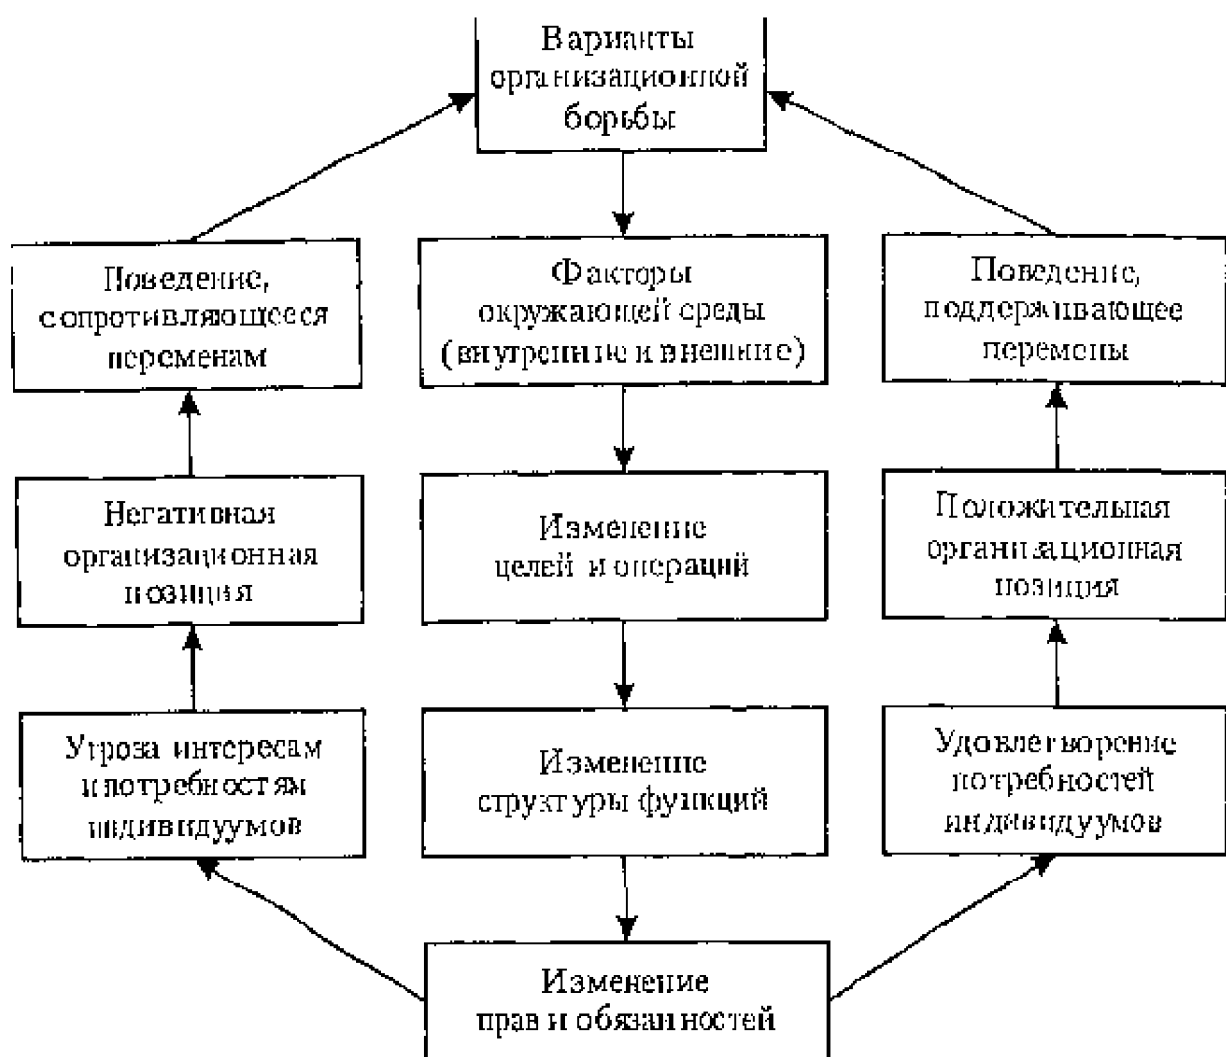 Варианты
организационной
борьбы
Поведение,
сопротивляющееся
переменам
Факторы
окружающей среды
(внутренние и внешние)
Поведение,
поддерживающее
перемены
Негативная
организационная
позиция
Изменение
целей и операций
Положительная
организационная
позиция
Угроза интересам
и потребностям
индивидуумов
Изменение
структуры функций
Удовлетворение
потребностей
индивидуумов
Изменение
прав и обязанностей